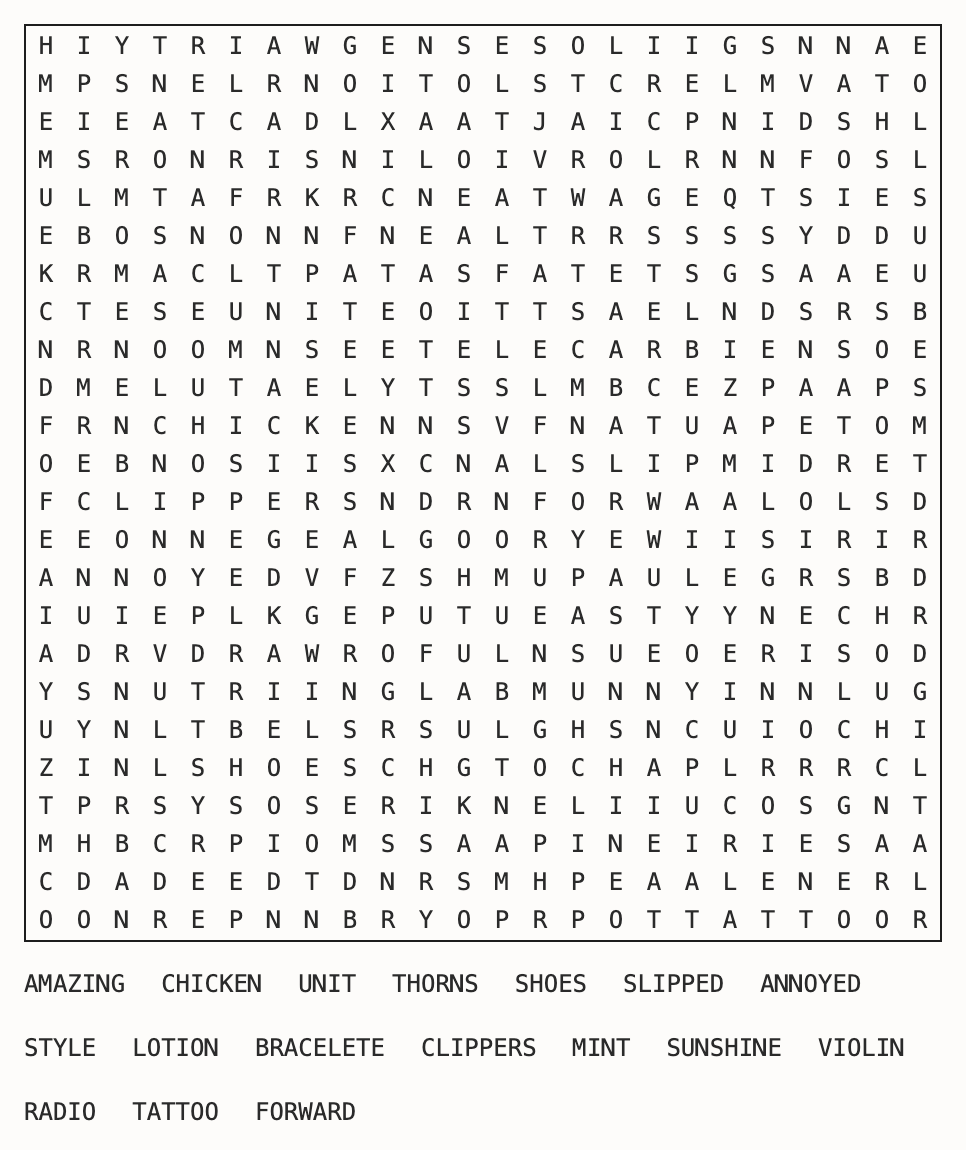 H I Y T R I A W G E N S E S O L I I G S N N A E
M P S N E L R N O I T O L S T C R E L M V A T O
E I E A T C A D L X A A T J A I C P N I D S H L
M S R O N R I S N I L O I V R O L R N N F O S L
U L M T A F R K R C N E A T W A G E Q T S I E S
E B O S N O N N F N E A L T R R S S S S Y D D U
K R M A C L T P A T A S F A T E T S G S A A E U
C T E S E U N I T E O I T T S A E L N D S R S B
N R N O O M N S E E T E L E C A R B I E N S O E
D M E L U T A E L Y T S S L M B C E Z P A A P S
F R N C H I C K E N N S V F N A T U A P E T O M
O E B N O S I I S X C N A L S L I P M I D R E T
F C L I P P E R S N D R N F O R W A A L O L S D
E E O N N E G E A L G O O R Y E W I I S I R I R
A N N O Y E D V F Z S H M U P A U L E G R S B D
I U I E P L K G E P U T U E A S T Y Y N E C H R
A D R V D R A W R O F U L N S U E O E R I S O D
Y S N U T R I I N G L A B M U N N Y I N N L U G
U Y N L T B E L S R S U L G H S N C U I O C H I
Z I N L S H O E S C H G T O C H A P L R R R C L
T P R S Y S O S E R I K N E L I I U C O S G N T
M H B C R P I O M S S A A P I N E I R I E S A A
C D A D E E D T D N R S M H P E A A L E N E R L
O O N R E P N N B R Y O P R P O T T A T T O O R
AMAZING CHICKEN UNIT THORNS SHOES SLIPPED ANNOYED
STYLE LOTION BRACELETE CLIPPERS MINT SUNSHINE VIOLIN
RADIO TATTOO FORWARD